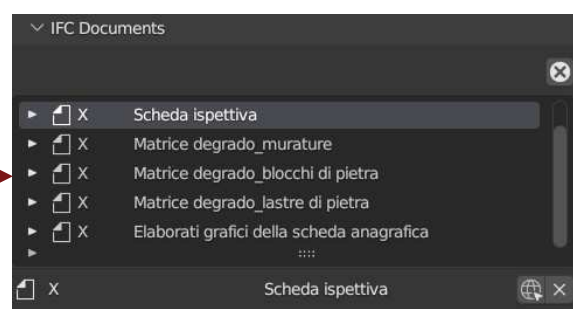 IFC Documents
X Scheda ispettiva
X Matrice degrado_murature
X Matrice degrado_blocchi di pietra
X Matrice degrado_lastre di pietra
X Elaborati grafici della scheda anagrafica
X Scheda ispettiva